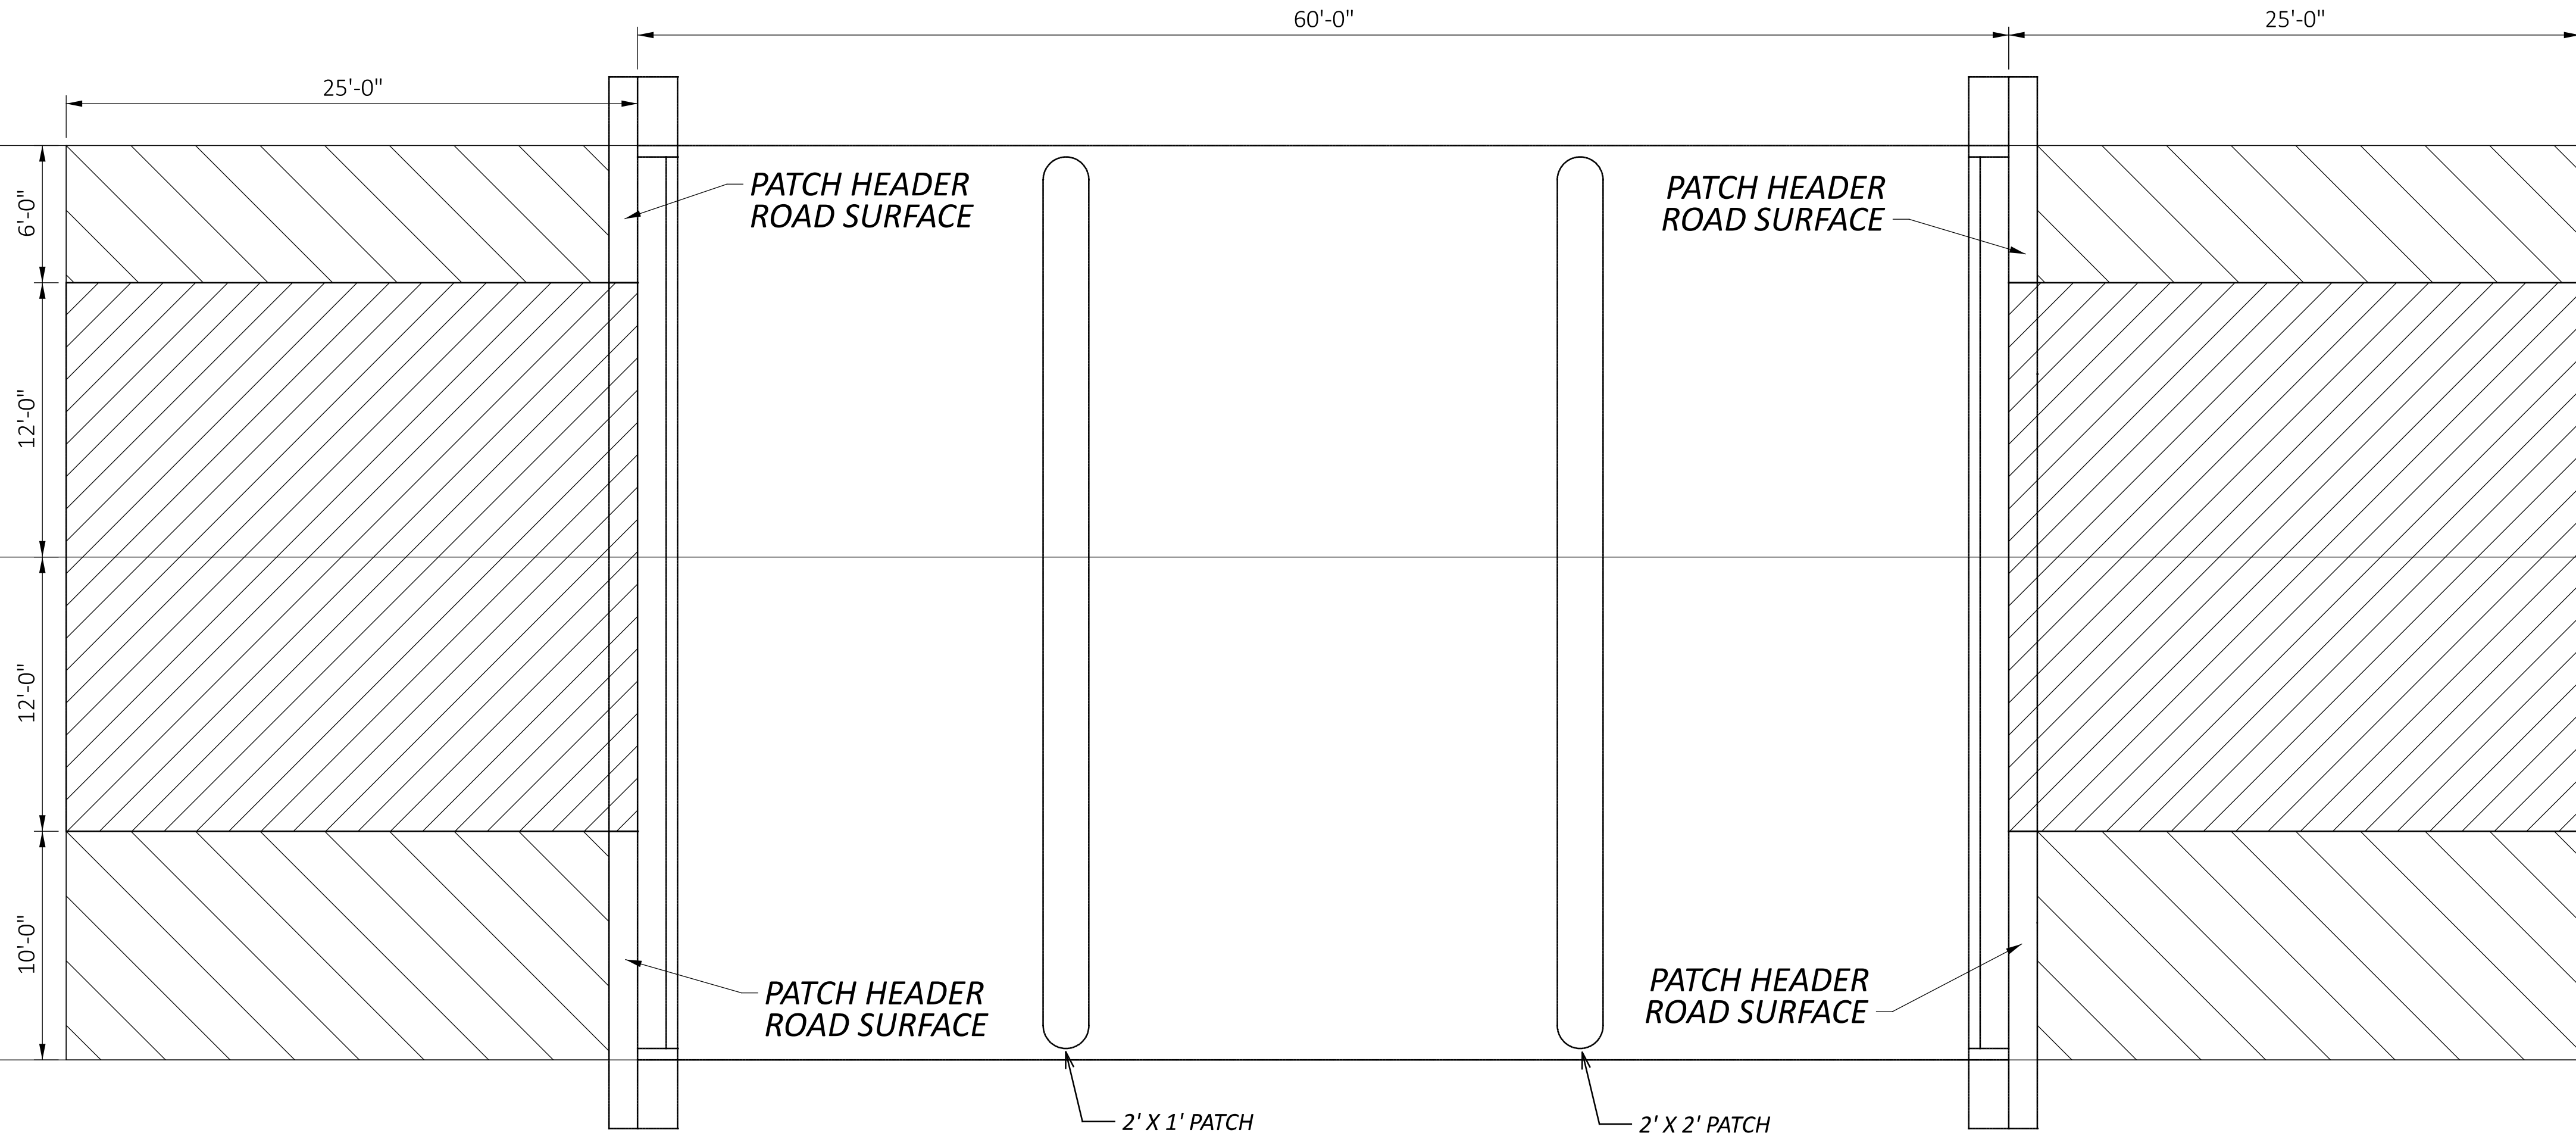 60'-0"
25'-0"
25'-0"
PATCH HEADER
ROAD SURFACE
PATCH HEADER
ROAD SURFACE
6'-0"
12'-0"
12'-0"
10'-0"
PATCH HEADER
ROAD SURFACE
PATCH HEADER
ROAD SURFACE
2' X 1' PATCH
2' X 2' PATCH